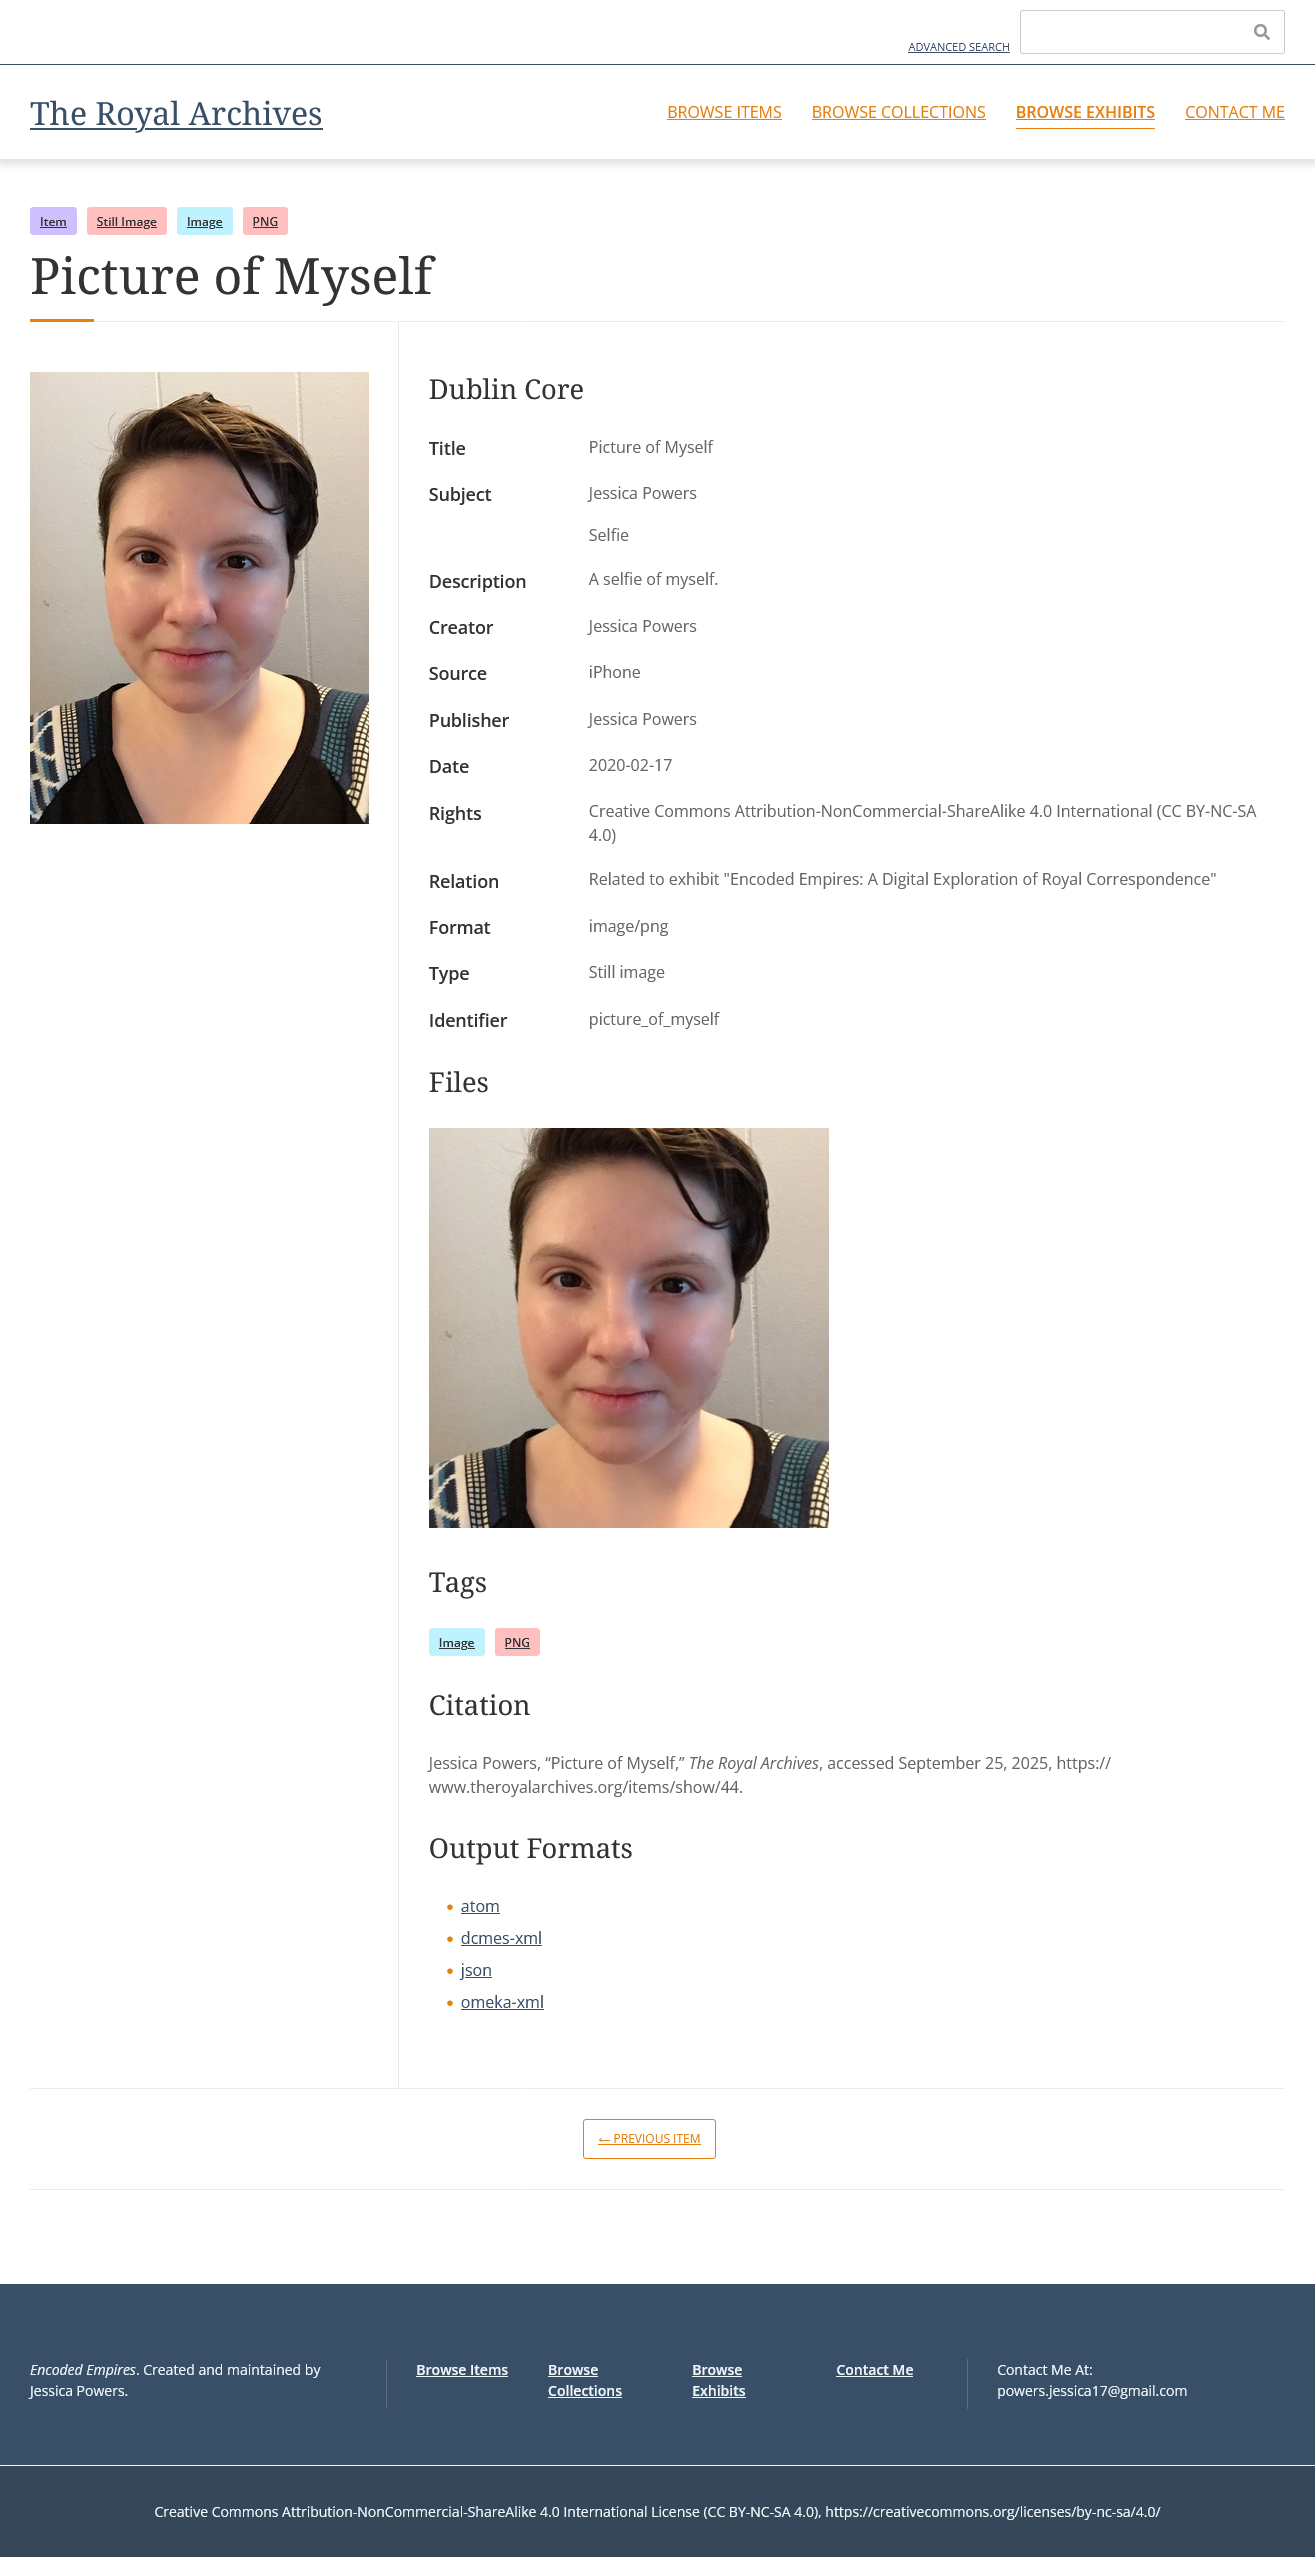 ADVANCED SEARCH
The Royal Archives
BROWSE ITEMS BROWSE COLLECTIONS BROWSE EXHIBITS CONTACT ME
Item Still Image Image PNG
Picture of Myself
Dublin Core
Title Picture of Myself
Subject Jessica Powers
Selfie
Description A selfie of myself.
Creator Jessica Powers
Source iPhone
Publisher Jessica Powers
Date 2020-02-17
Rights Creative Commons Attribution-NonCommercial-ShareAlike 4.0 International (CC BY-NC-SA
4.0)
Relation Related to exhibit "Encoded Empires: A Digital Exploration of Royal Correspondence"
Format image/png
Type Still image
Identifier picture_of_myself
Files
Tags
Image PNG
Citation
Jessica Powers, “Picture of Myself,” The Royal Archives, accessed September 25, 2025, https://
www.theroyalarchives.org/items/show/44.
Output Formats
• atom
• dcmes-xml
• json
• omeka-xml
← PREVIOUS ITEM
Encoded Empires. Created and maintained by
Jessica Powers.
Browse Items
Browse
Collections
Browse
Exhibits
Contact Me
Contact Me At:
powers.jessica17@gmail.com
Creative Commons Attribution-NonCommercial-ShareAlike 4.0 International License (CC BY-NC-SA 4.0), https://creativecommons.org/licenses/by-nc-sa/4.0/